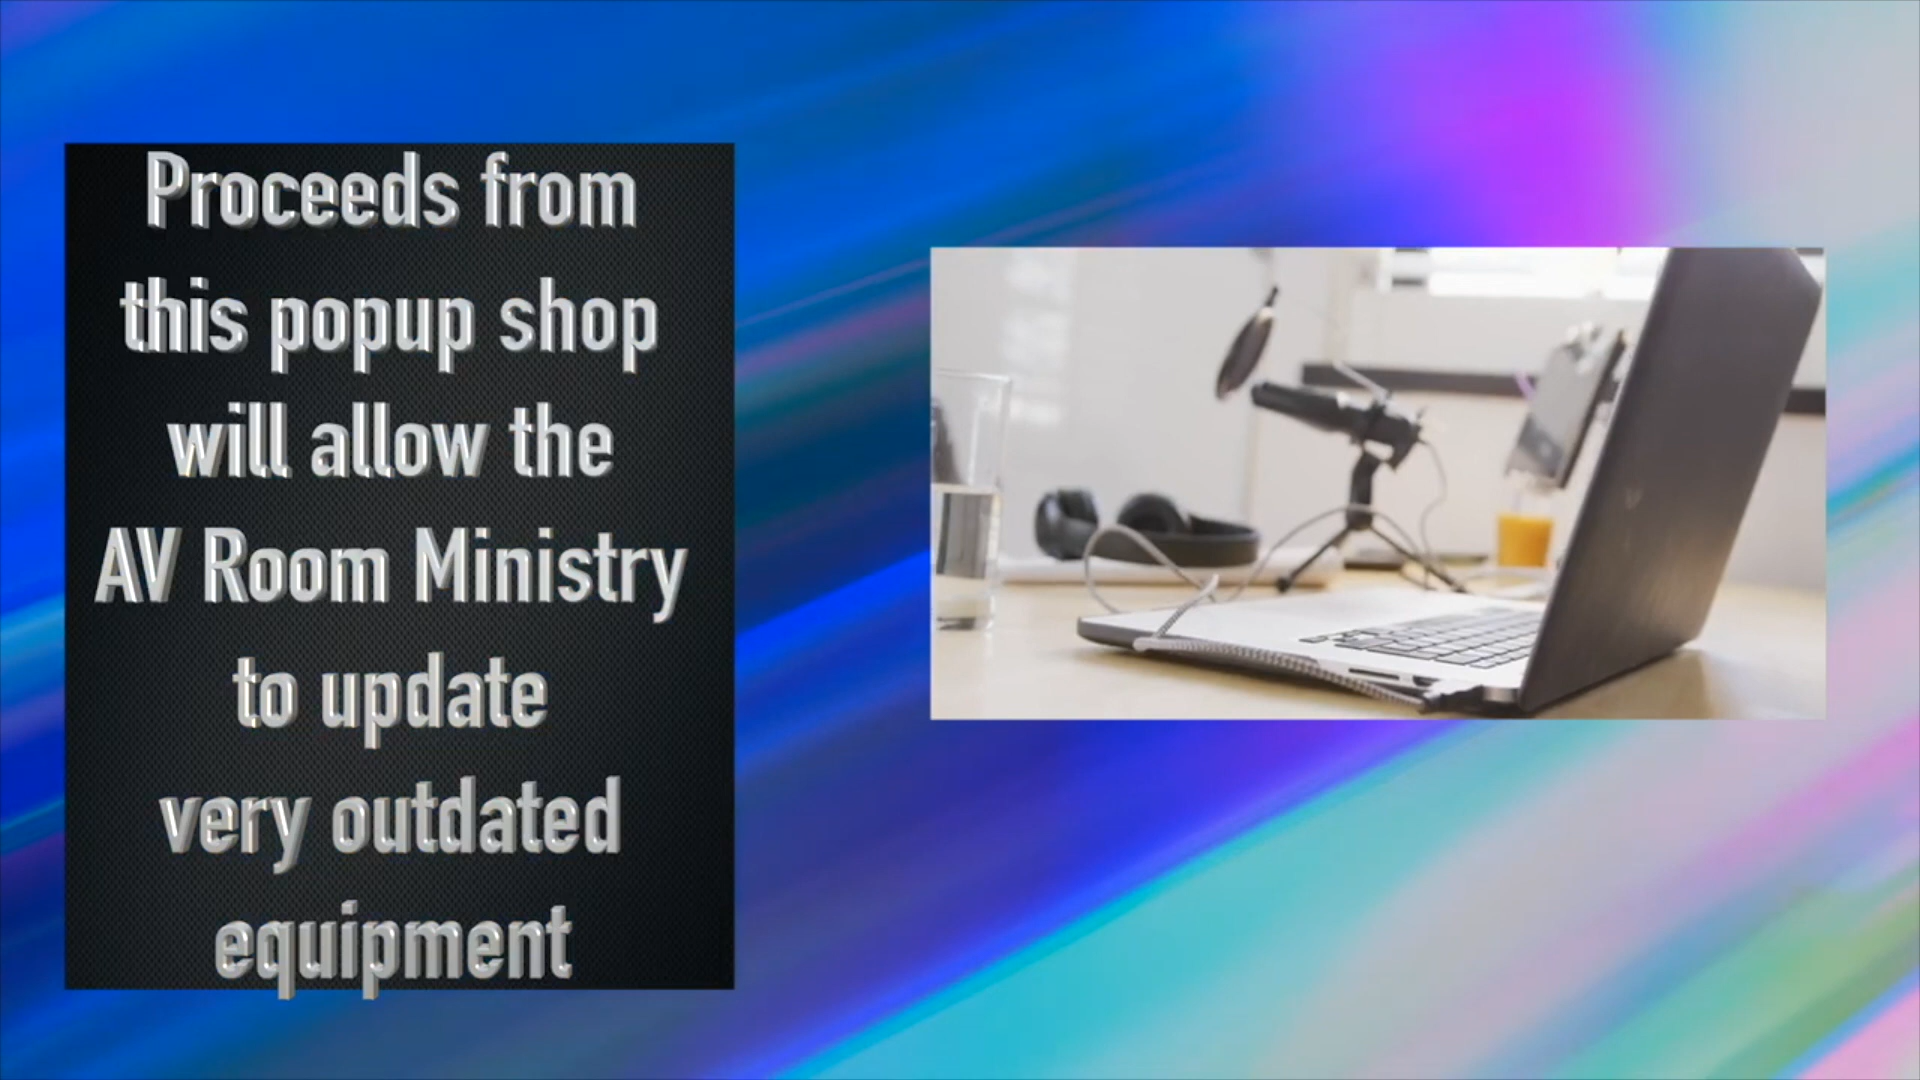 Proceeds from
this popup shop
will allow the
AV Room Ministry
to update
very outdated
equipment